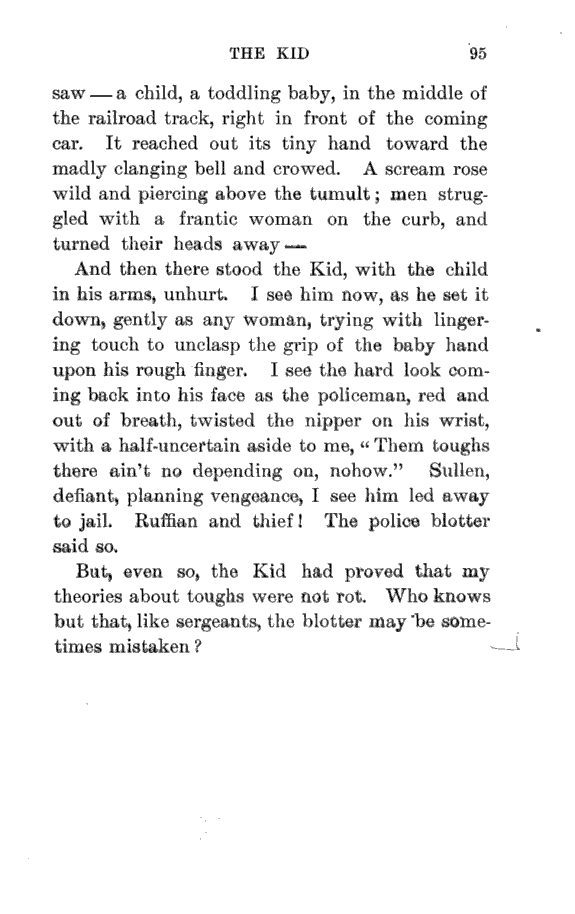 THE KID 95
saw — a child, a toddling baby, in the middle of
the railroad track, right in front of the coming
car. It reached out its tiny hand toward the
madly clanging bell and crowed. A scream rose
wild and piercing above the tumult; men strug-
gled with a frantic woman on the curb, and
turned their heads away —
And then there stood the Kid, with the child
in his arms, unhurt. I see him now, as he set it
down, gently as any woman, trying with linger-
ing touch to unclasp the grip of the baby hand
upon his rough finger. I see the hard look com-
ing back into his face as the policeman, red and
out of breath, twisted the nipper on his wrist,
with a half-uncertain aside to me, “Them toughs
there ain’t no depending on, nohow.” Sullen,
defiant, planning vengeance, I see him led away
to jail. Ruffian and thief! The police blotter
said so.
But, even so, the Kid had proved that my
theories about toughs were not rot. Who knows
but that, like sergeants, the blotter may be some-
times mistaken?